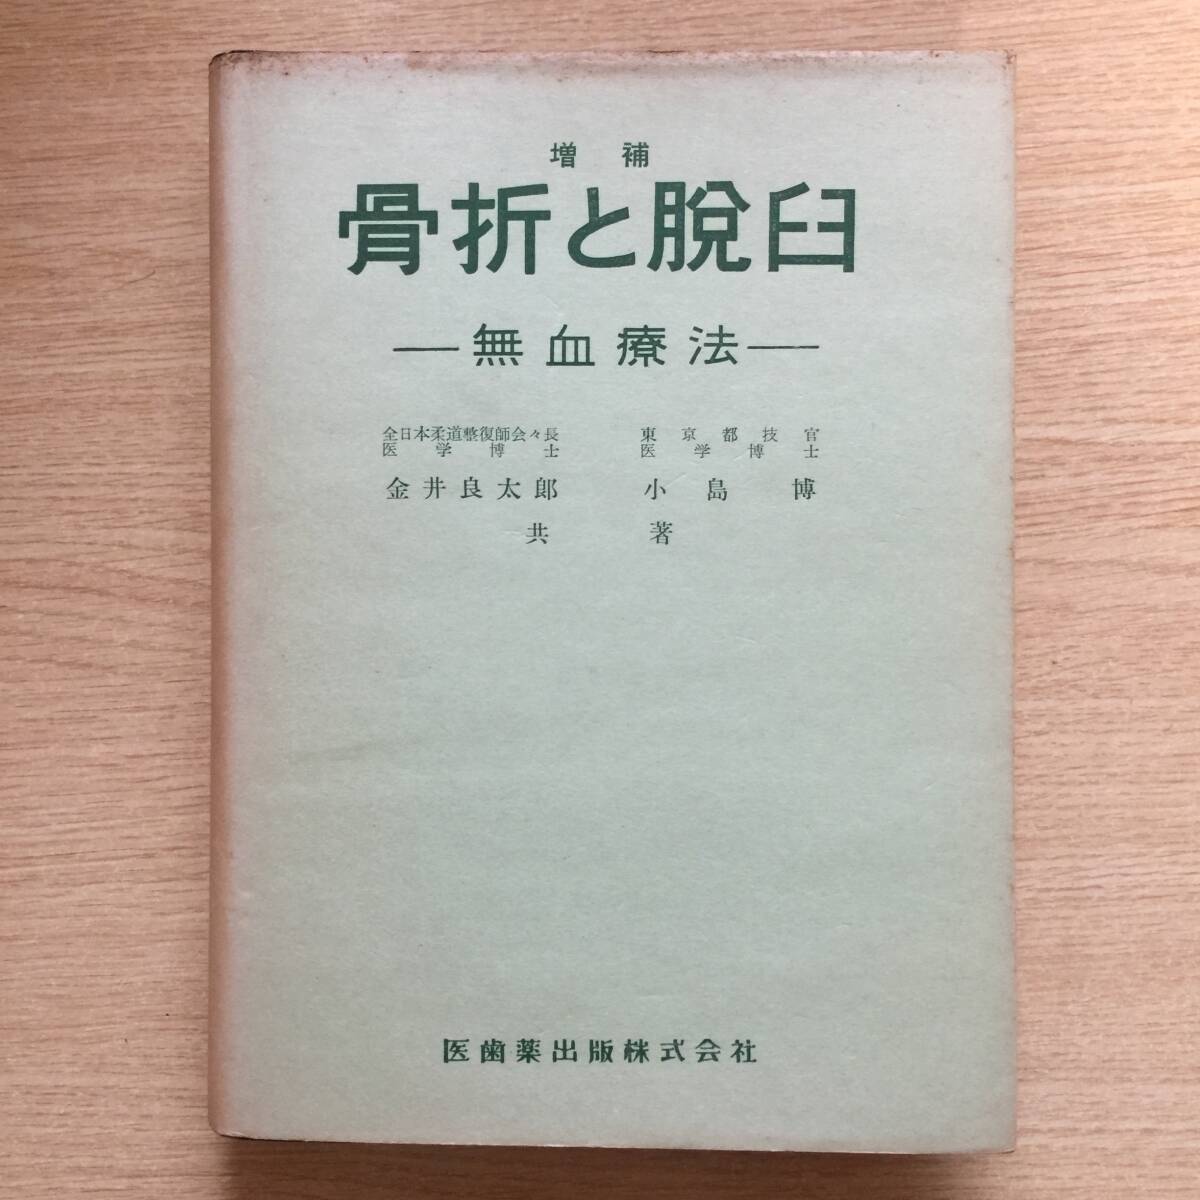 増補
骨折と脱臼
―無血療法―
全日本柔道整復師会々長 東京都技官
医学博士 医学博士
金井良太郎 小島博
共著
医歯薬出版株式会社